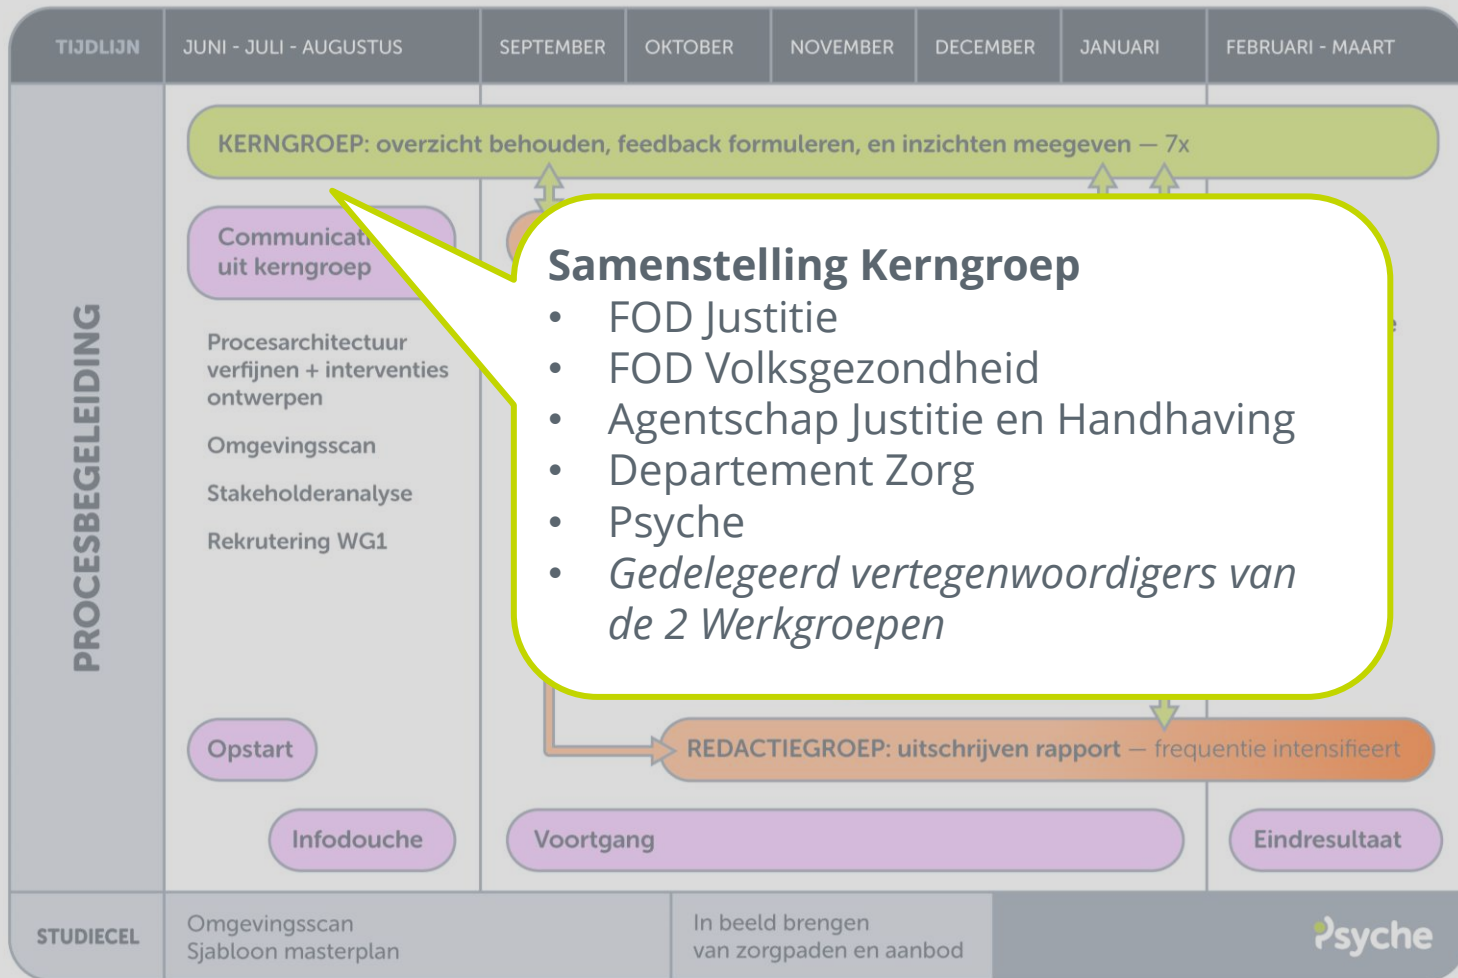 TIJDLIJN
JUNI - JULI - AUGUSTUS
SEPTEMBER
OKTOBER
NOVEMBER
DECEMBER
JANUARI
FEBRUARI - MAART
PROCESBEGELEIDING
KERNGROEP: overzicht behouden, feedback formuleren, en inzichten meegeven — 7x
uit kerngroep
Procesarchitectuur
verfijnen + interventies
ontwerpen
Omgevingsscan
Stakeholderanalyse
Rekrutering WG1
Samenstelling Kerngroep
• FOD Justitie
• FOD Volksgezondheid
• Agentschap Justitie en Handhaving
• Departement Zorg
• Psyche
• Gedelegeerd vertegenwoordigers van
de 2 Werkgroepen
Opstart
REDACTIEGROEP: uitschrijven rapport — frequentie intensifieert
Infodouche
Voortgang
Eindresultaat
STUDIECEL
Omgevingsscan
Sjabloon masterplan
In beeld brengen
van zorgpaden en aanbod
Psyche